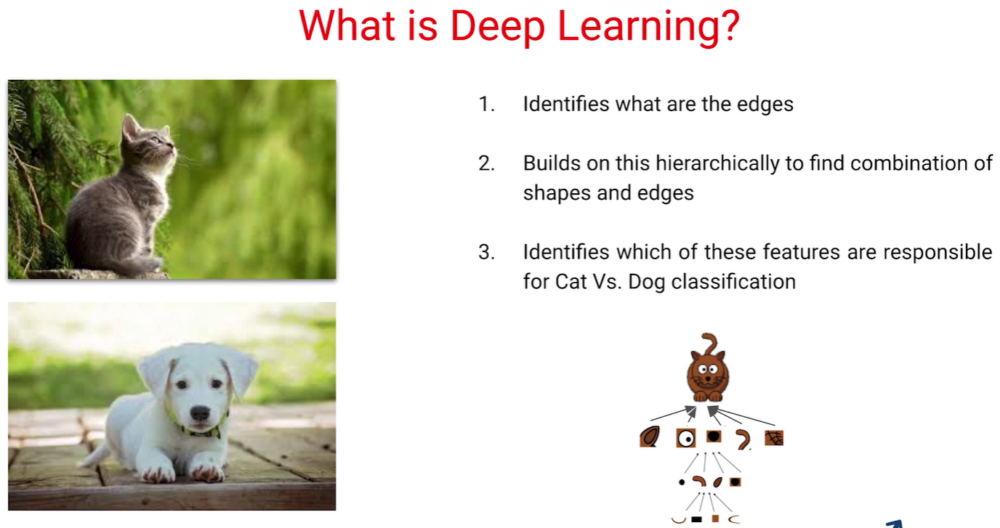 What is Deep Learning?
1. Identifies what are the edges
2. Builds on this hierarchically to find combination of
shapes and edges
3. Identifies which of these features are responsible
for Cat Vs. Dog classification